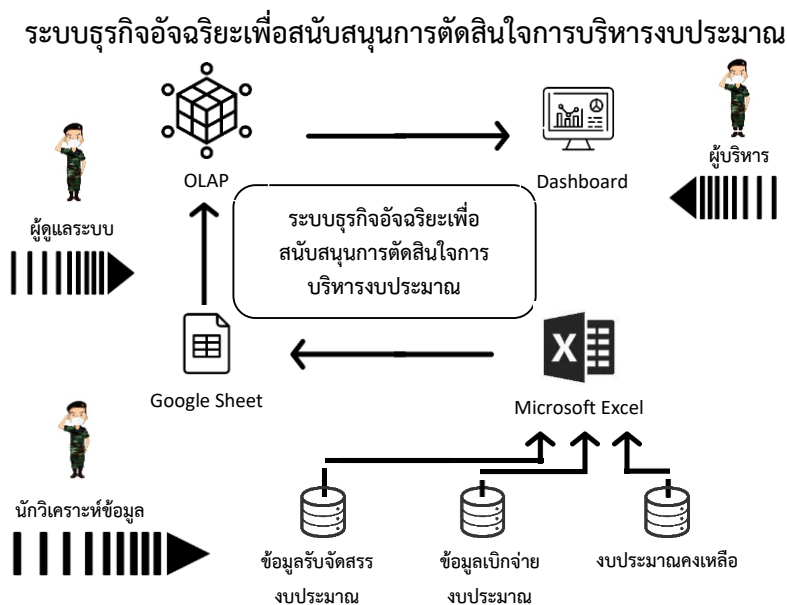 ระบบธุรกิจอัจฉริยะเพื่อสนับสนุนการตัดสินใจการบริหารงบประมาณ
OLAP
Dashboard
ผู้บริหาร
ผู้ดูแลระบบ
ระบบธุรกิจอัจฉริยะเพื่อ
สนับสนุนการตัดสินใจการ
บริหารงบประมาณ
Google Sheet
X
Microsoft Excel
นักวิเคราะห์ข้อมูล
ข้อมูลรับจัดสรร
งบประมาณ
ข้อมูลเบิกจ่าย
งบประมาณ
งบประมาณคงเหลือ